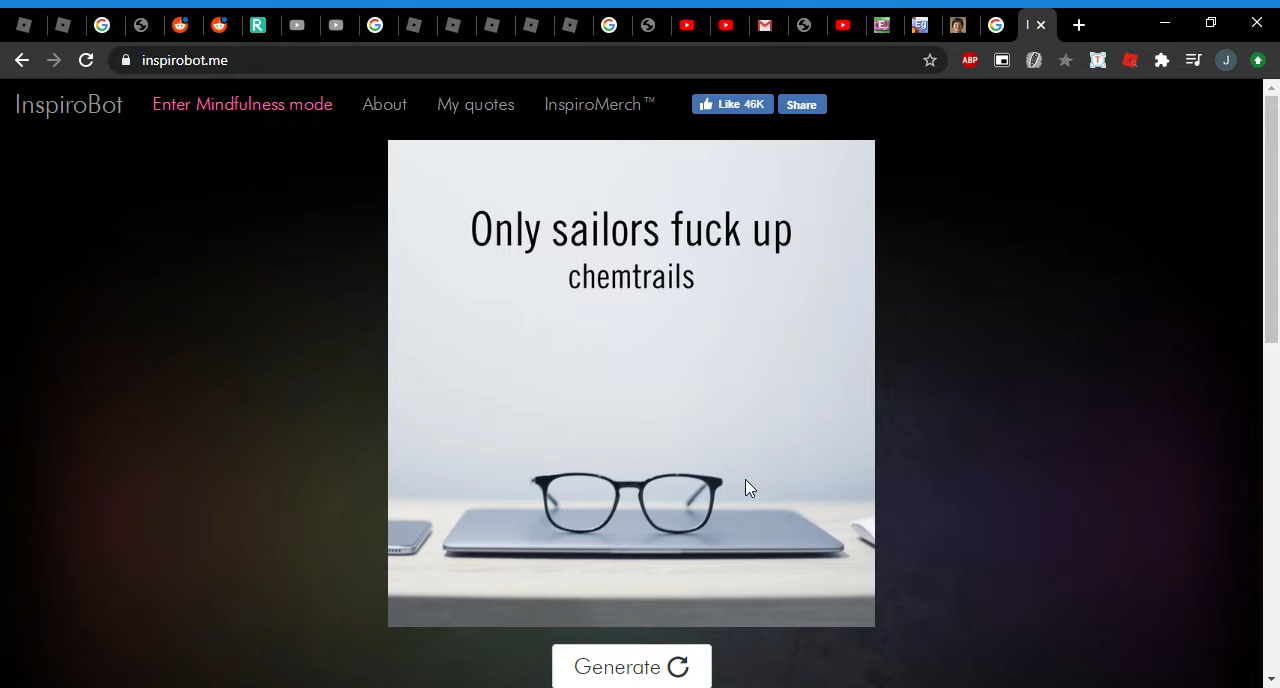 inspirobot.me
ABP
J
InspiroBot
Enter Mindfulness mode
About
My quotes
InspiroMerch™
Like 46K
Share
Only sailors fuck up
chemtrails
Generate